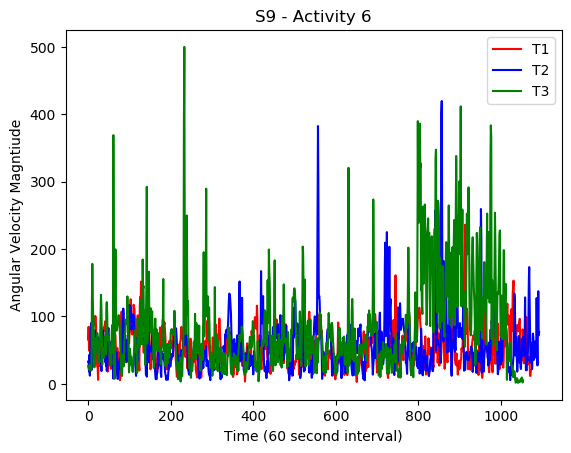 S9 - Activity 6
500
400
300
200
100
0
Angular Velocity Magntiude
T1
T2
T3
0 200 400 600 800 1000
Time (60 second interval)